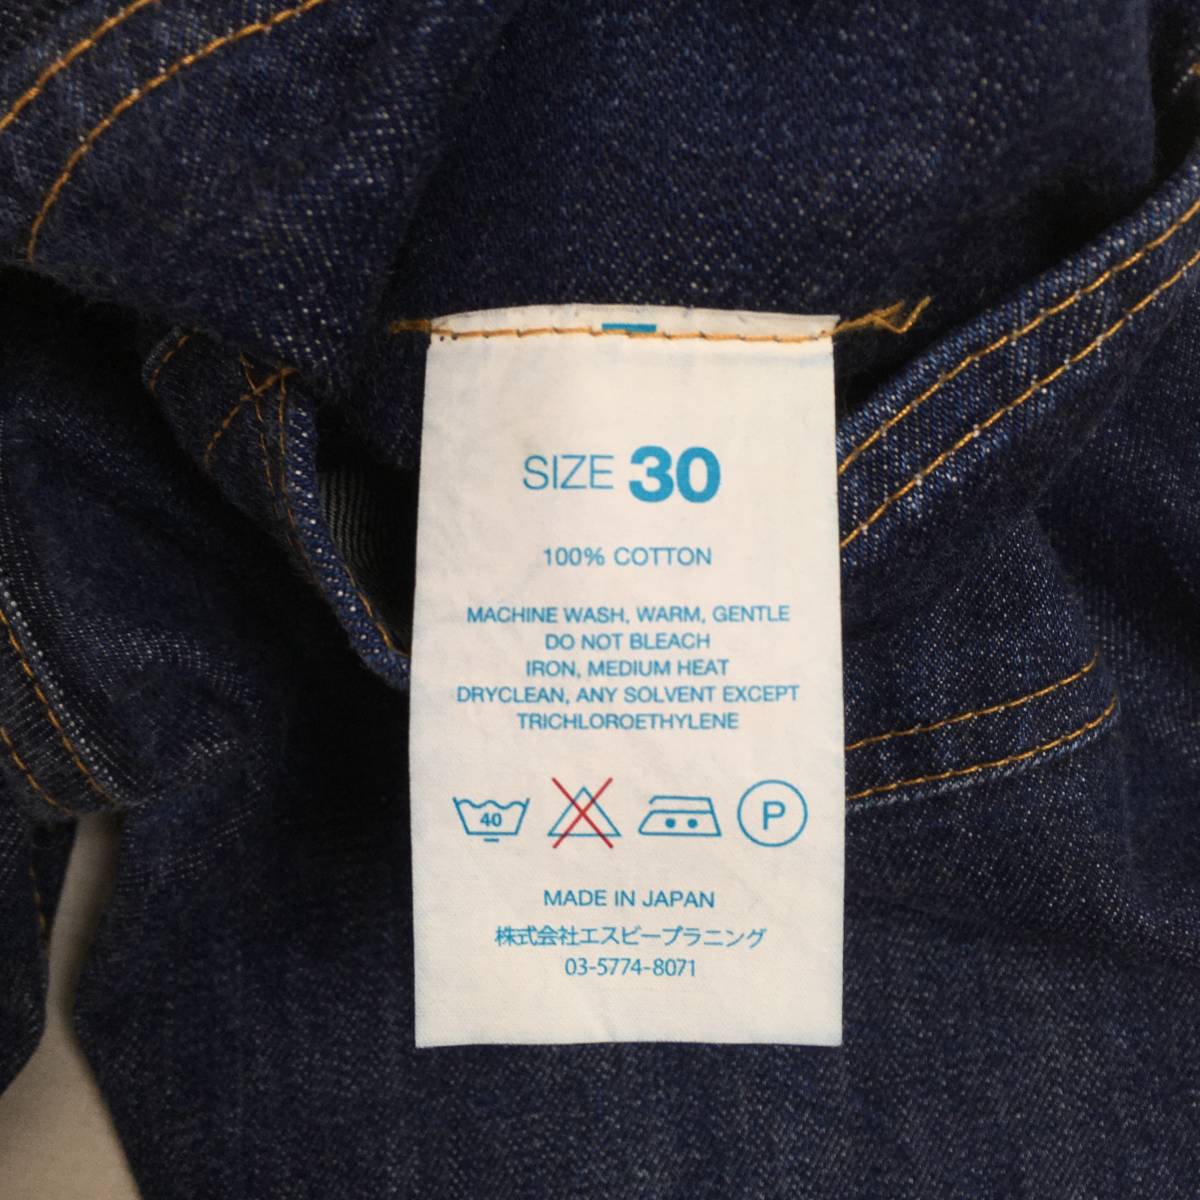 SIZE 30
100% COTTON
MACHINE WASH, WARM, GENTLE
DO NOT BLEACH
IRON, MEDIUM HEAT
DRYCLEAN, ANY SOLVENT EXCEPT
TRICHLOROETHYLENE
40 P
MADE IN JAPAN
株式会社エスビープラニング
03-5774-8071